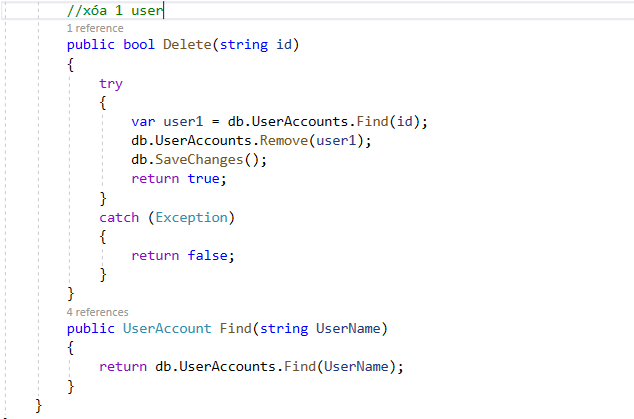 //xóa 1 user
1 reference
public bool Delete(string id)
{
try
{
var user1 = db.UserAccounts.Find(id);
db.UserAccounts.Remove(user1);
db.SaveChanges();
return true;
}
catch (Exception)
{
return false;
}
}
4 references
public UserAccount Find(string UserName)
{
return db.UserAccounts.Find(UserName);
}
}